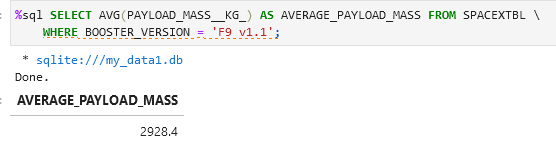 %sql SELECT AVG(PAYLOAD_MASS__KG_) AS AVERAGE_PAYLOAD_MASS FROM SPACEXTBL \
WHERE BOOSTER_VERSION = 'F9 v1.1';
* sqlite:///my_data1.db
Done.
AVERAGE_PAYLOAD_MASS
2928.4